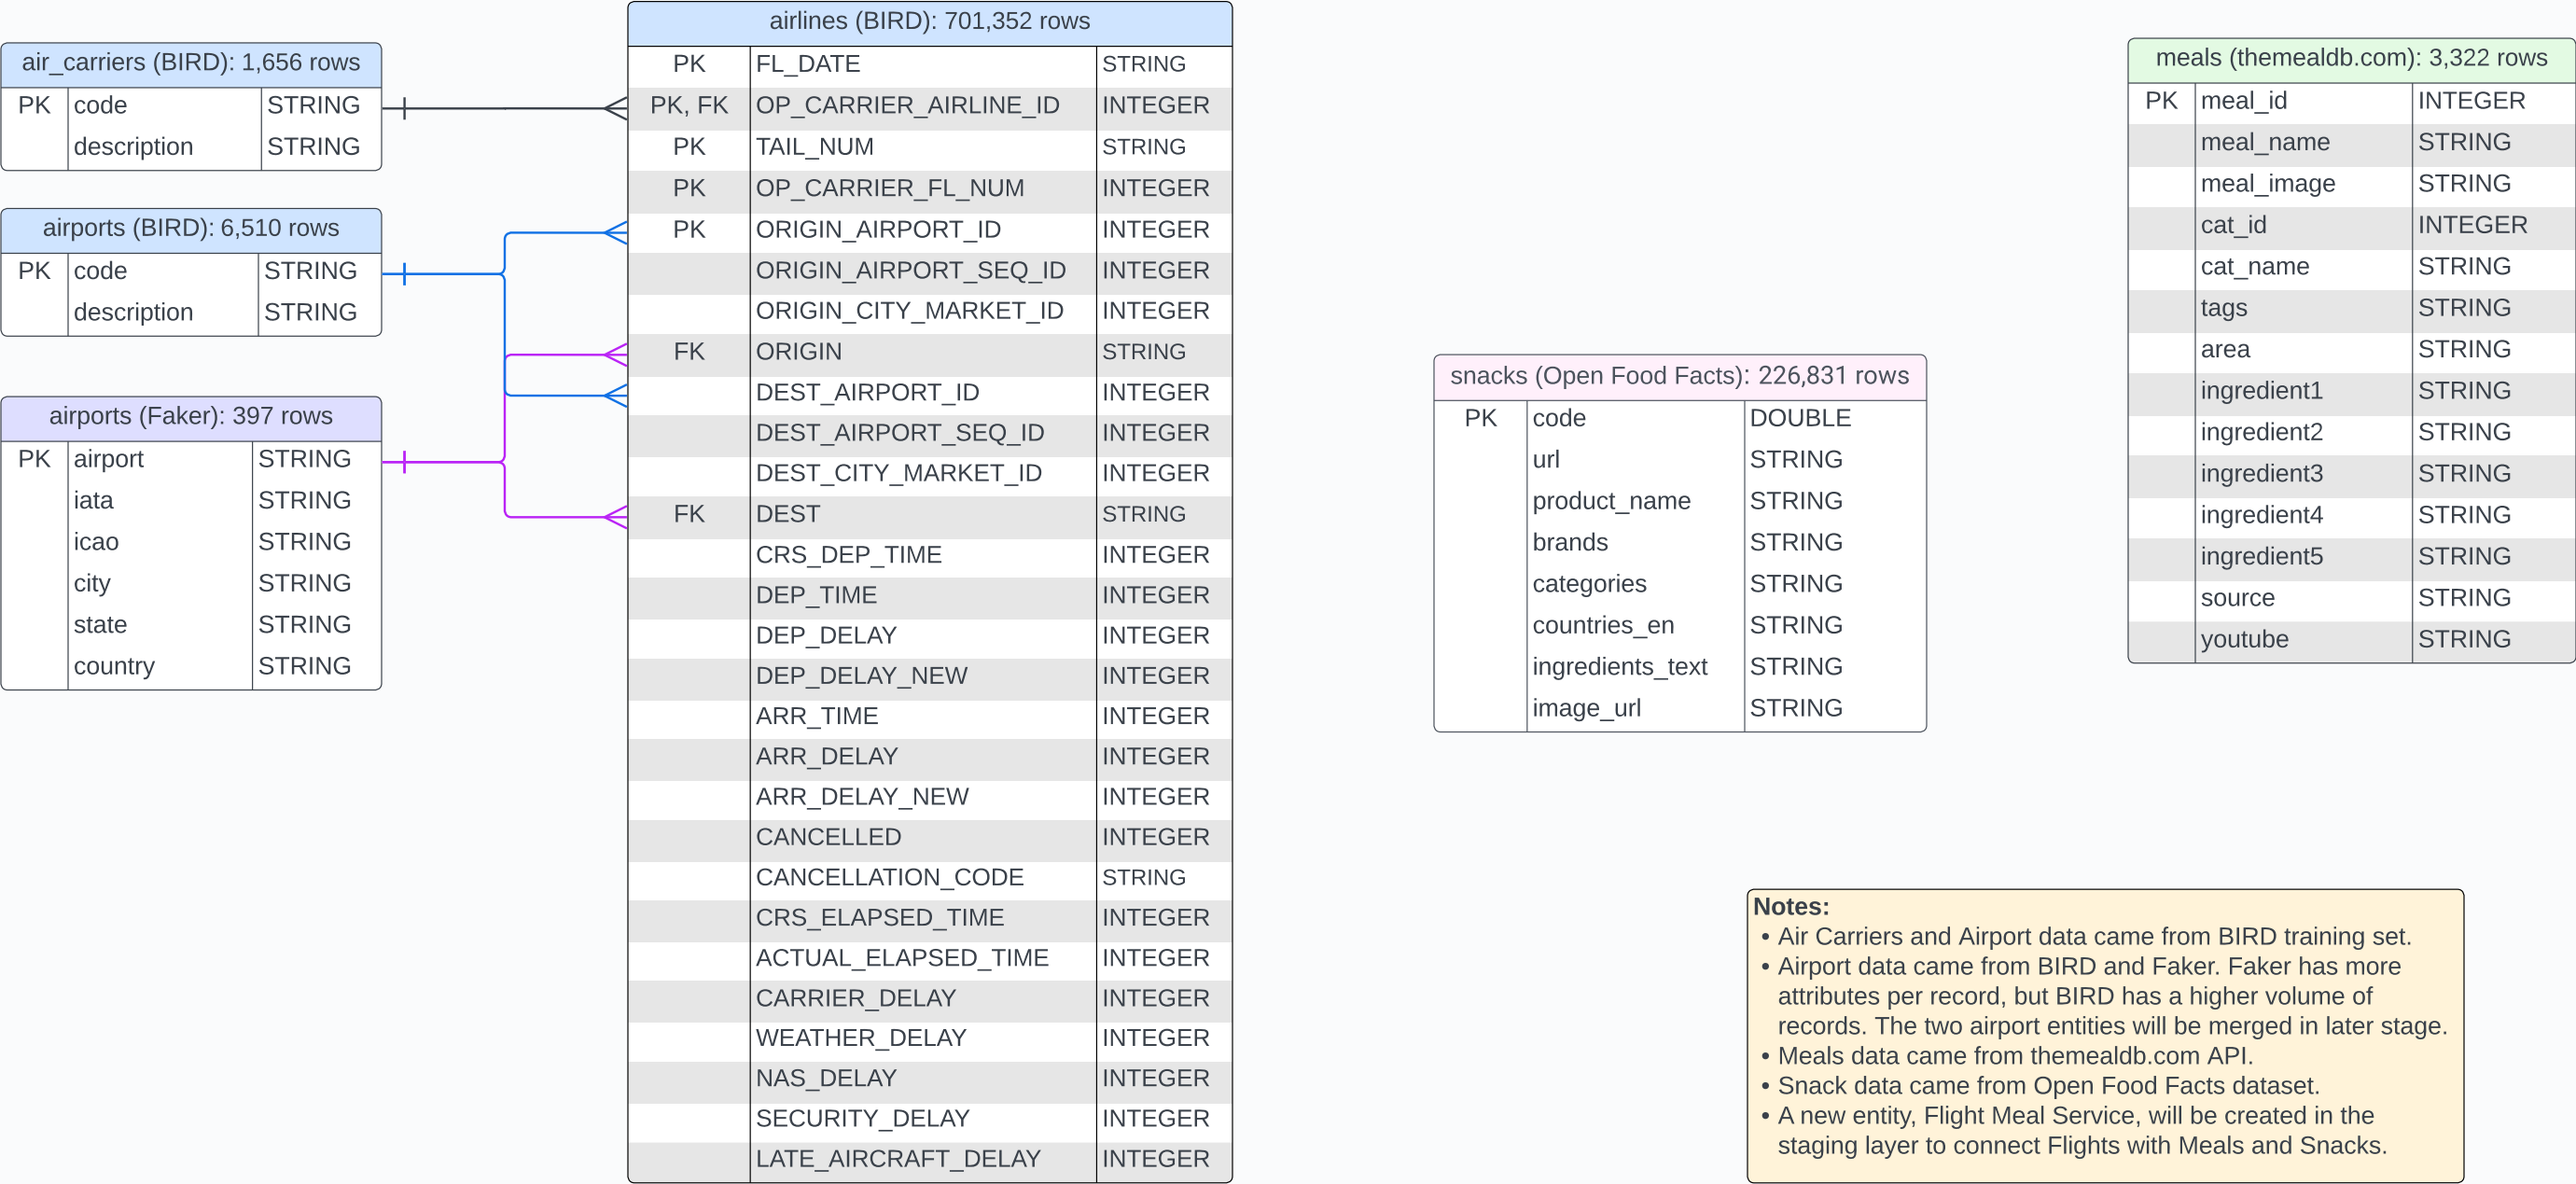 air_carriers (BIRD): 1,656 rows
PK code STRING
description STRING
airports (BIRD): 6,510 rows
PK code STRING
description STRING
airports (Faker): 397 rows
PK airport STRING
iata STRING
icao STRING
city STRING
state STRING
country STRING
airlines (BIRD): 701,352 rows
PK FL_DATE STRING
PK, FK OP_CARRIER_AIRLINE_ID INTEGER
PK TAIL_NUM STRING
PK OP_CARRIER_FL_NUM INTEGER
PK ORIGIN_AIRPORT_ID INTEGER
ORIGIN_AIRPORT_SEQ_ID INTEGER
ORIGIN_CITY_MARKET_ID INTEGER
FK ORIGIN STRING
DEST_AIRPORT_ID INTEGER
DEST_AIRPORT_SEQ_ID INTEGER
DEST_CITY_MARKET_ID INTEGER
FK DEST STRING
CRS_DEP_TIME INTEGER
DEP_TIME INTEGER
DEP_DELAY INTEGER
DEP_DELAY_NEW INTEGER
ARR_TIME INTEGER
ARR_DELAY INTEGER
ARR_DELAY_NEW INTEGER
CANCELLED INTEGER
CANCELLATION_CODE STRING
CRS_ELAPSED_TIME INTEGER
ACTUAL_ELAPSED_TIME INTEGER
CARRIER_DELAY INTEGER
WEATHER_DELAY INTEGER
NAS_DELAY INTEGER
SECURITY_DELAY INTEGER
LATE_AIRCRAFT_DELAY INTEGER
snacks (Open Food Facts): 226,831 rows
PK code DOUBLE
url STRING
product_name STRING
brands STRING
categories STRING
countries_en STRING
ingredients_text STRING
image_url STRING
meals (themealdb.com): 3,322 rows
PK meal_id INTEGER
meal_name STRING
meal_image STRING
cat_id INTEGER
cat_name STRING
tags STRING
area STRING
ingredient1 STRING
ingredient2 STRING
ingredient3 STRING
ingredient4 STRING
ingredient5 STRING
source STRING
youtube STRING
Notes:
• Air Carriers and Airport data came from BIRD training set.
• Airport data came from BIRD and Faker. Faker has more
attributes per record, but BIRD has a higher volume of
records. The two airport entities will be merged in later stage.
• Meals data came from themealdb.com API.
• Snack data came from Open Food Facts dataset.
• A new entity, Flight Meal Service, will be created in the
staging layer to connect Flights with Meals and Snacks.